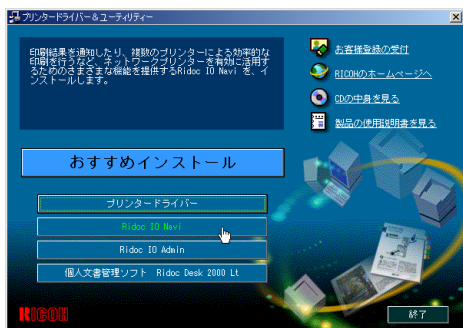 プリンタードライバー＆ユーティリティー
印刷結果を通知したり、複数のプリンターによる効率的な
印刷を行うなど、ネットワークプリンターを有効に活用す
るためのさまざまな機能を提供するRidoc IO Navi を、イ
ンストールします。
お客様登録の受付
RICOHのホームページへ
CDの中身を見る
製品の使用説明書を見る
おすすめインストール
プリンタードライバー
Ridoc IO Navi
Ridoc IO Admin
個人文書管理ソフト Ridoc Desk 2000 Lt
RICOH
終了